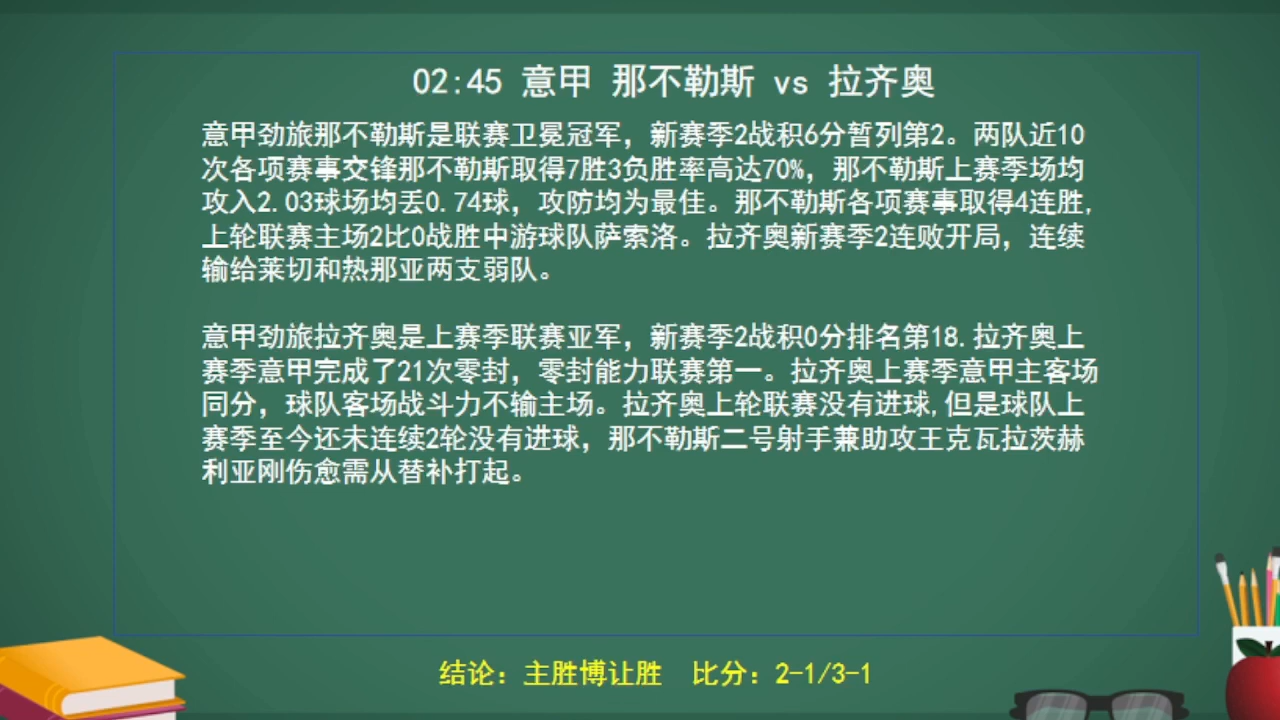 02:45 意甲 那不勒斯 vs 拉齐奥
意甲劲旅那不勒斯是联赛卫冕冠军，新赛季2战积6分暂列第2。两队近10
次各项赛事交锋那不勒斯取得7胜3负胜率高达70%，那不勒斯上赛季场均
攻入2.03球场均丢0.74球，攻防均为最佳。那不勒斯各项赛事取得4连胜,
上轮联赛主场2比0战胜中游球队萨索洛。拉齐奥新赛季2连败开局，连续
输给莱切和热那亚两支弱队。
意甲劲旅拉齐奥是上赛季联赛亚军，新赛季2战积0分排名第18.拉齐奥上
赛季意甲完成了21次零封，零封能力联赛第一。拉齐奥上赛季意甲主客场
同分，球队客场战斗力不输主场。拉齐奥上轮联赛没有进球,但是球队上
赛季至今还未连续2轮没有进球，那不勒斯二号射手兼助攻王克瓦拉茨赫
利亚刚伤愈需从替补打起。
结论：主胜博让胜 比分：2-1/3-1